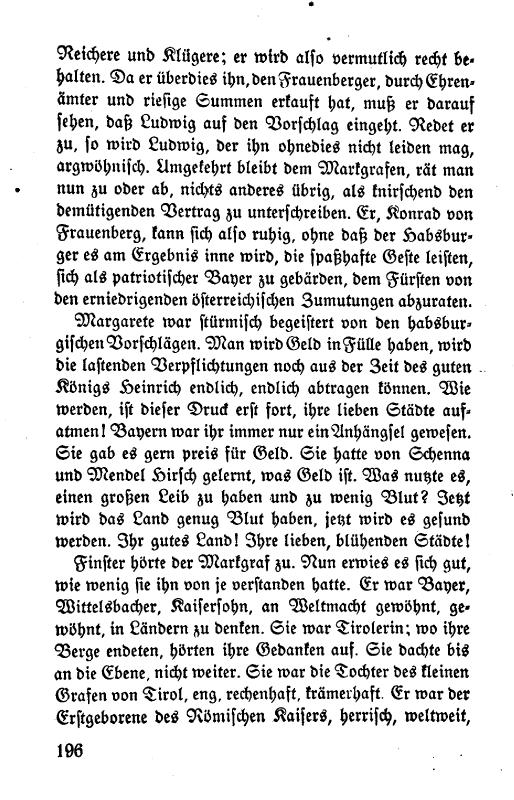 Reichere und Klügere; er wird also vermutlich recht be-
halten. Da er überdies ihn, den Frauenberger, durch Ehren-
ämter und riesige Summen erkauft hat, muß er darauf
sehen, daß Ludwig auf den Vorschlag eingeht. Redet er
zu, so wird Ludwig, der ihn ohnedies nicht leiden mag,
argwöhnisch. Umgekehrt bleibt dem Markgrafen, rät man
nun zu oder ab, nichts anderes übrig, als knirschend den
demütigenden Vertrag zu unterschreiben. Er, Konrad von
Frauenberg, kann sich also ruhig, ohne daß der Habsbur-
ger es am Ergebnis inne wird, die spaßhafte Geste leisten,
sich als patriotischer Bayer zu gebärden, dem Fürsten von
den erniedrigenden österreichischen Zumutungen abzuraten.
Margarete war stürmisch begeistert von den habsbur-
gischen Vorschlägen. Man wird Geld in Fülle haben, wird
die lastenden Verpflichtungen noch aus der Zeit des guten
Königs Heinrich endlich, endlich abtragen können. Wie
werden, ist dieser Druck erst fort, ihre lieben Städte auf-
atmen! Bayern war ihr immer nur ein Anhängsel gewesen.
Sie gab es gern preis für Geld. Sie hatte von Schenna
und Mendel Hirsch gelernt, was Geld ist. Was nutzte es,
einen großen Leib zu haben und zu wenig Blut? Jetzt
wird das Land genug Blut haben, jetzt wird es gesund
werden. Ihr gutes Land! Ihre lieben, blühenden Städte!
Finster hörte der Markgraf zu. Nun erwies es sich gut,
wie wenig sie ihn von je verstanden hatte. Er war Bayer,
Wittelsbacher, Kaisersohn, an Weltmacht gewöhnt, ge-
wöhnt, in Ländern zu denken. Sie war Tirolerin; wo ihre
Berge endeten, hörten ihre Gedanken auf. Sie dachte bis
an die Ebene, nicht weiter. Sie war die Tochter des kleinen
Grafen von Tirol, eng, rechenhaft, krämerhaft. Er war der
Erstgeborene des Römischen Kaisers, herrisch, weltweit,
196